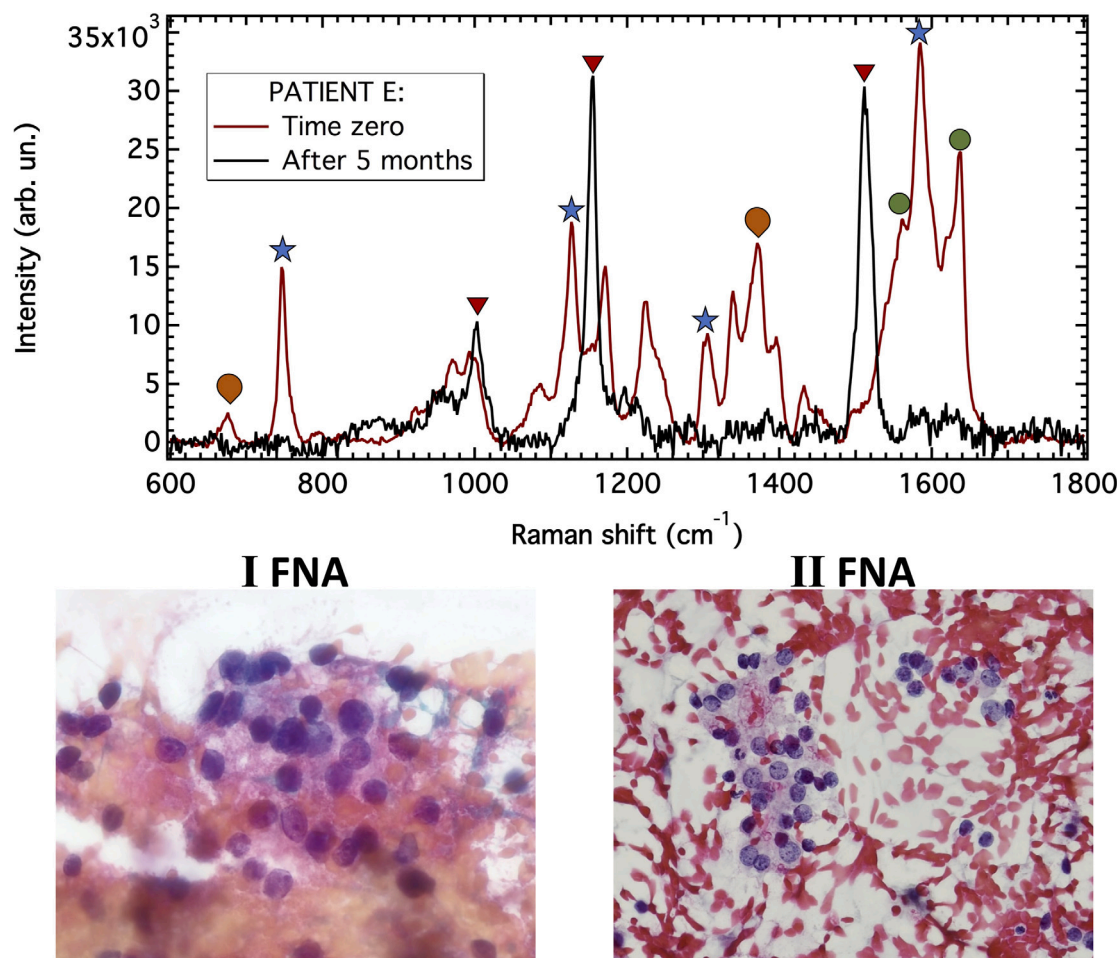 35x10³
30
25
20
15
10
5
0
Intensity (arb. un.)
PATIENT E:
Time zero
After 5 months
600 800 1000 1200 1400 1600 1800
Raman shift (cm⁻¹)
I FNA II FNA